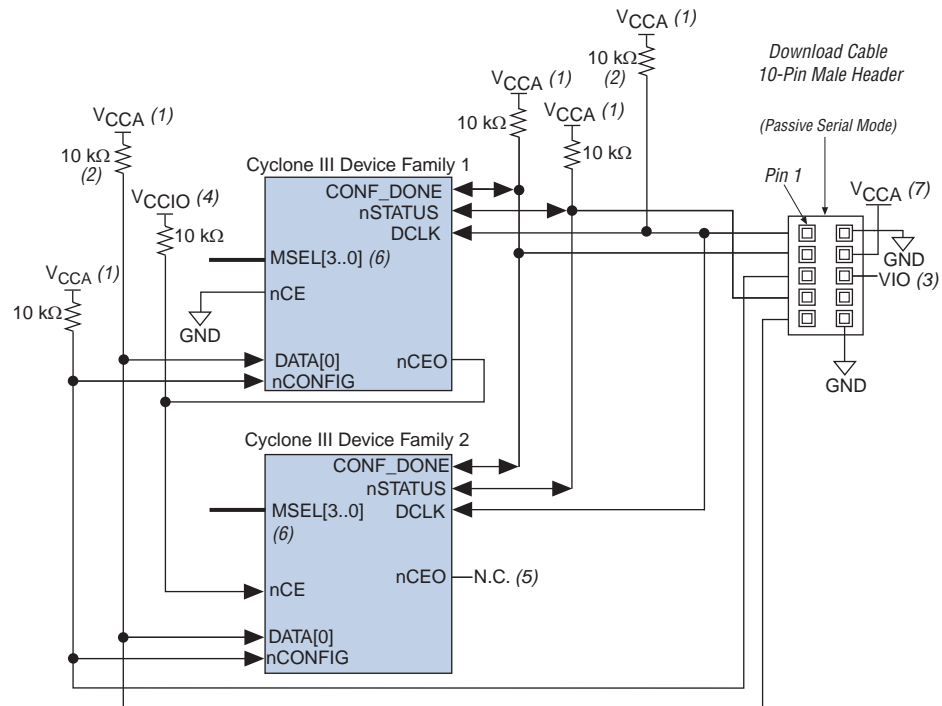 VCCA (1)
10 kΩ
(2)
Download Cable
10-Pin Male Header
(Passive Serial Mode)
Pin 1
VCCA (7)
VCCA (1)
10 kΩ
VCCA (1)
10 kΩ
VCCA (1)
10 kΩ
(2)
VCCIO (4)
10 kΩ
VCCA (1)
10 kΩ
Cyclone III Device Family 1
CONF_DONE
nSTATUS
DCLK
MSEL[3..0] (6)
nCE
GND
DATA[0]
nCEO
nCONFIG
GND
VIO (3)
GND
Cyclone III Device Family 2
CONF_DONE
nSTATUS
MSEL[3..0]
DCLK
(6)
nCEO
N.C. (5)
nCE
DATA[0]
nCONFIG